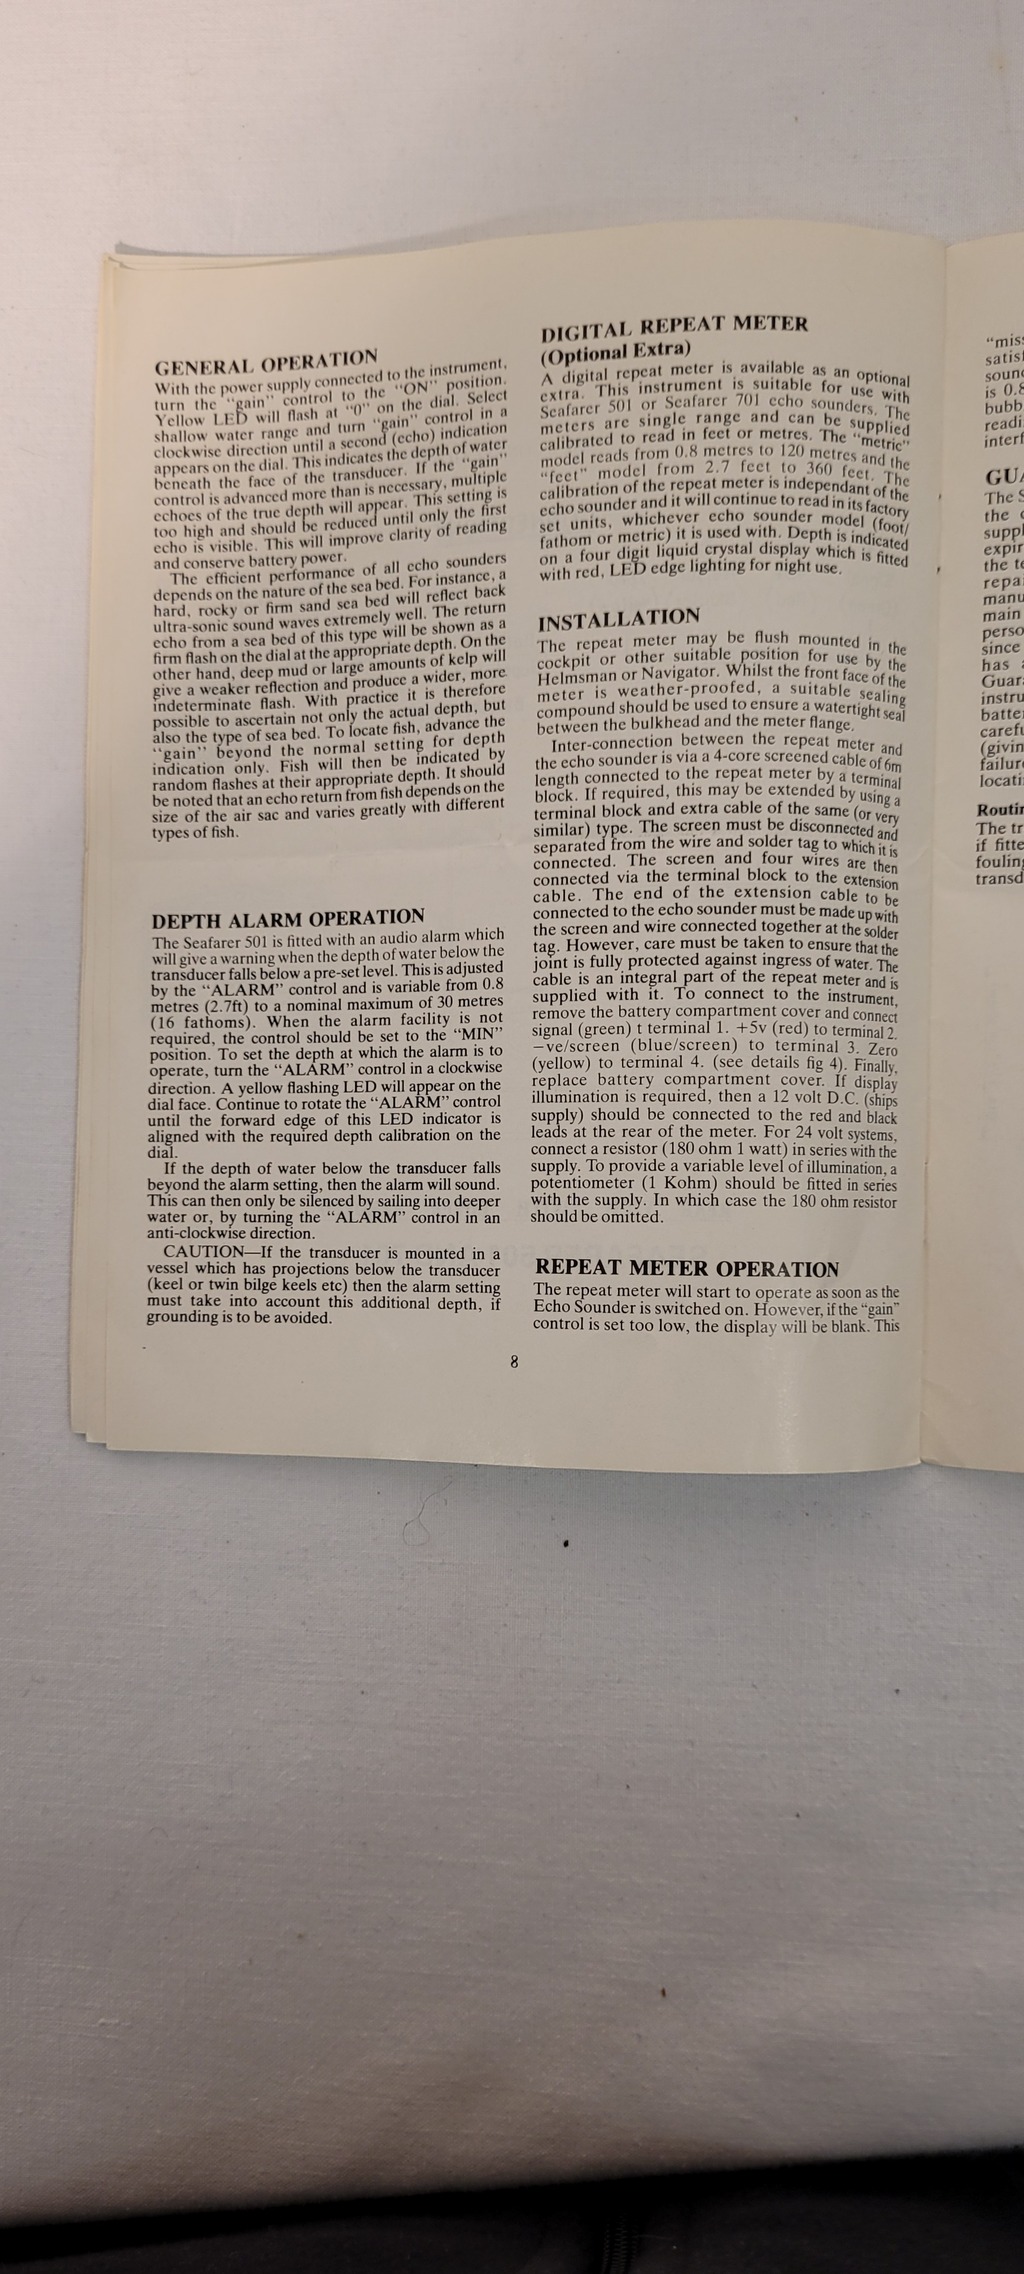 GENERAL OPERATION
With the power supply connected to the instrument,
turn the "gain" control to the "ON" position.
Yellow LED will flash at "0" on the dial. Select
shallow water range and turn "gain" control in a
clockwise direction until a second (echo) indication
appears on the dial. This indicates the depth of water
beneath the face of the transducer. If the "gain"
control is advanced more than is necessary, multiple
echoes of the true depth will appear. This setting is
too high and should be reduced until only the first
echo is visible. This will improve clarity of reading
and conserve battery power.
The efficient performance of all echo sounders
depends on the nature of the sea bed. For instance, a
hard, rocky or firm sand sea bed will reflect back
ultra-sonic sound waves extremely well. The return
echo from a sea bed of this type will be shown as a
firm flash on the dial at the appropriate depth. On the
other hand, deep mud or large amounts of kelp will
give a weaker reflection and produce a wider, more
indeterminate flash. With practice it is therefore
possible to ascertain not only the actual depth, but
also the type of sea bed. To locate fish, advance the
"gain" beyond the normal setting for depth
indication only. Fish will then be indicated by
random flashes at their appropriate depth. It should
be noted that an echo return from fish depends on the
size of the air sac and varies greatly with different
types of fish.
DEPTH ALARM OPERATION
The Seafarer 501 is fitted with an audio alarm which
will give a warning when the depth of water below the
transducer falls below a pre-set level. This is adjusted
by the "ALARM" control and is variable from 0.8
metres (2.7ft) to a nominal maximum of 30 metres
(16 fathoms). When the alarm facility is not
required, the control should be set to the "MIN"
position. To set the depth at which the alarm is to
operate, turn the "ALARM" control in a clockwise
direction. A yellow flashing LED will appear on the
dial face. Continue to rotate the "ALARM" control
until the forward edge of this LED indicator is
aligned with the required depth calibration on the
dial.
If the depth of water below the transducer falls
beyond the alarm setting, then the alarm will sound.
This can then only be silenced by sailing into deeper
water or, by turning the "ALARM" control in an
anti-clockwise direction.
CAUTION—If the transducer is mounted in a
vessel which has projections below the transducer
(keel or twin bilge keels etc) then the alarm setting
must take into account this additional depth, if
grounding is to be avoided.
DIGITAL REPEAT METER
(Optional Extra)
A digital repeat meter is available as an optional
extra. This instrument is suitable for use with
Seafarer 501 or Seafarer 701 echo sounders. The
meters are single range and can be supplied
calibrated to read in feet or metres. The "metric"
model reads from 0.8 metres to 120 metres and the
"feet" model from 2.7 feet to 360 feet. The
calibration of the repeat meter is independant of the
echo sounder and it will continue to read in its factory
set units, whichever echo sounder model (foot/
fathom or metric) it is used with. Depth is indicated
on a four digit liquid crystal display which is fitted
with red, LED edge lighting for night use.
INSTALLATION
The repeat meter may be flush mounted in the
cockpit or other suitable position for use by the
Helmsman or Navigator. Whilst the front face of the
meter is weather-proofed, a suitable sealing
compound should be used to ensure a watertight seal
between the bulkhead and the meter flange.
Inter-connection between the repeat meter and
the echo sounder is via a 4-core screened cable of 6m
length connected to the repeat meter by a terminal
block. If required, this may be extended by using a
terminal block and extra cable of the same (or very
similar) type. The screen must be disconnected and
separated from the wire and solder tag to which it is
connected. The screen and four wires are then
connected via the terminal block to the extension
cable. The end of the extension cable to be
connected to the echo sounder must be made up with
the screen and wire connected together at the solder
tag. However, care must be taken to ensure that the
joint is fully protected against ingress of water. The
cable is an integral part of the repeat meter and is
supplied with it. To connect to the instrument,
remove the battery compartment cover and connect
signal (green) t terminal 1. +5v (red) to terminal 2.
−ve/screen (blue/screen) to terminal 3. Zero
(yellow) to terminal 4. (see details fig 4). Finally,
replace battery compartment cover. If display
illumination is required, then a 12 volt D.C. (ships
supply) should be connected to the red and black
leads at the rear of the meter. For 24 volt systems,
connect a resistor (180 ohm 1 watt) in series with the
supply. To provide a variable level of illumination, a
potentiometer (1 Kohm) should be fitted in series
with the supply. In which case the 180 ohm resistor
should be omitted.
REPEAT METER OPERATION
The repeat meter will start to operate as soon as the
Echo Sounder is switched on. However, if the "gain"
control is set too low, the display will be blank. This
8
is 0.8
The S
the
has
Guar
(givin
The tr
if fitte